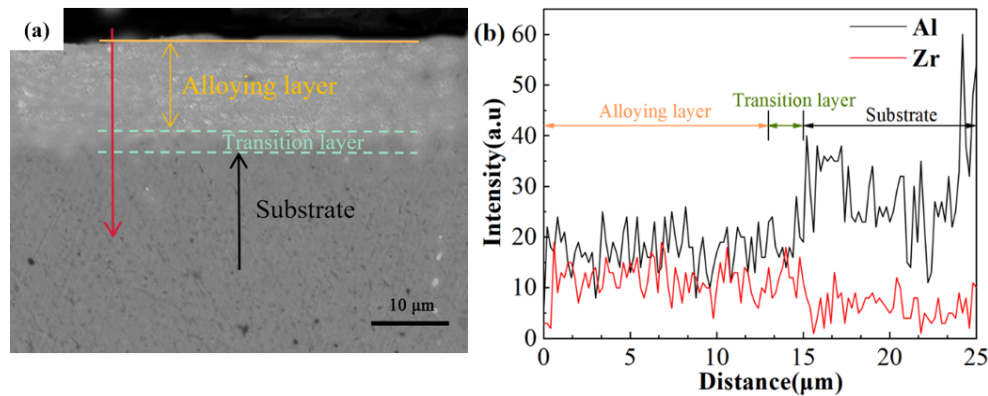 (a)
Alloying layer
Transition layer
Substrate
10 μm
(b)
Al
Zr
Transition layer
Alloying layer
Substrate
Intensity(a.u)
60
50
40
30
20
10
0
0 5 10 15 20 25
Distance(μm)